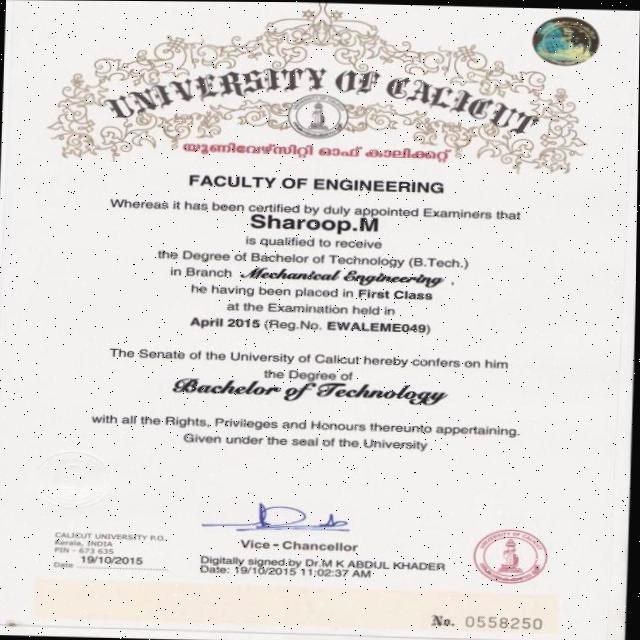 UNIVERSITY OF CALICUT
യൂണിവേഴ്സിറ്റി ഓഫ് കാലിക്കറ്റ്
FACULTY OF ENGINEERING
Whereas it has been certified by duly appointed Examiners that
Sharoop.M
is qualified to receive
the Degree of Bachelor of Technology (B.Tech.)
in Branch Mechanical Engineering ,
he having been placed in First Class
at the Examination held in
April 2015 (Reg.No. EWALEME049)
The Senate of the University of Calicut hereby confers on him
the Degree of
Bachelor of Technology
with all the Rights, Privileges and Honours thereunto appertaining.
Given under the seal of the University
CALICUT UNIVERSITY P.O.
Kerala, INDIA
PIN - 673 635
Date 19/10/2015
Vice - Chancellor
Digitally signed by Dr.M K ABDUL KHADER
Date: 19/10/2015 11:02:37 AM
No. 0558250